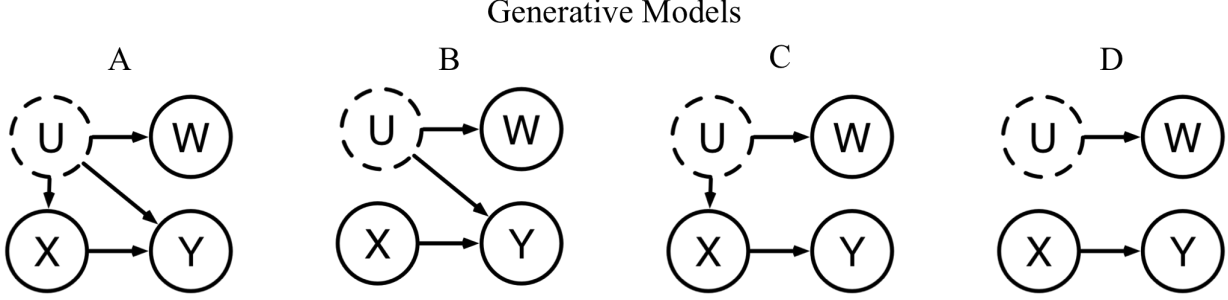 Generative Models
A B C D
U W U W U W U W
X Y X Y X Y X Y